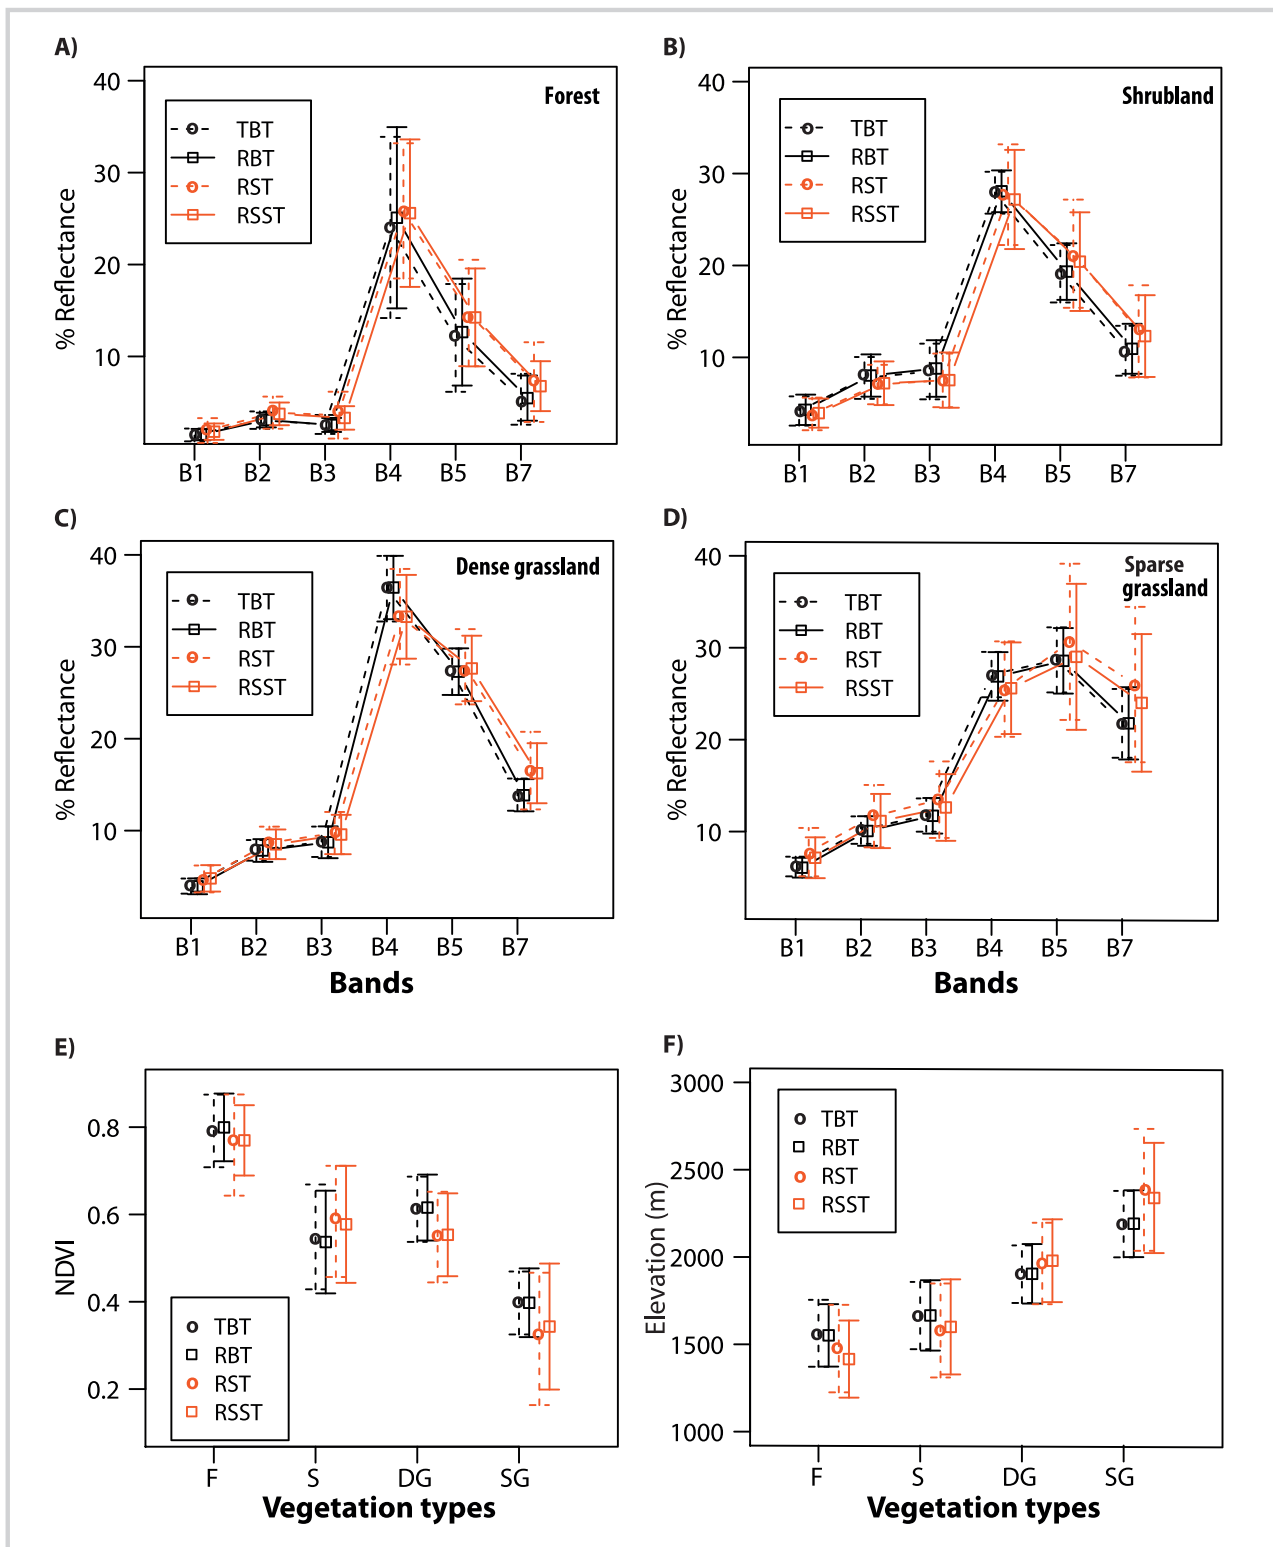 A)
Forest
40
30
20
10
% Reflectance
TBT
RBT
RST
RSST
B1 B2 B3 B4 B5 B7
B)
Shrubland
40
30
20
10
% Reflectance
TBT
RBT
RST
RSST
B1 B2 B3 B4 B5 B7
C)
Dense grassland
40
30
20
10
% Reflectance
TBT
RBT
RST
RSST
B1 B2 B3 B4 B5 B7
Bands
D)
Sparse
grassland
40
30
20
10
% Reflectance
TBT
RBT
RST
RSST
B1 B2 B3 B4 B5 B7
Bands
E)
0.8
0.6
0.4
0.2
NDVI
TBT
RBT
RST
RSST
F S DG SG
Vegetation types
F)
3000
2500
2000
1500
1000
Elevation (m)
TBT
RBT
RST
RSST
F S DG SG
Vegetation types